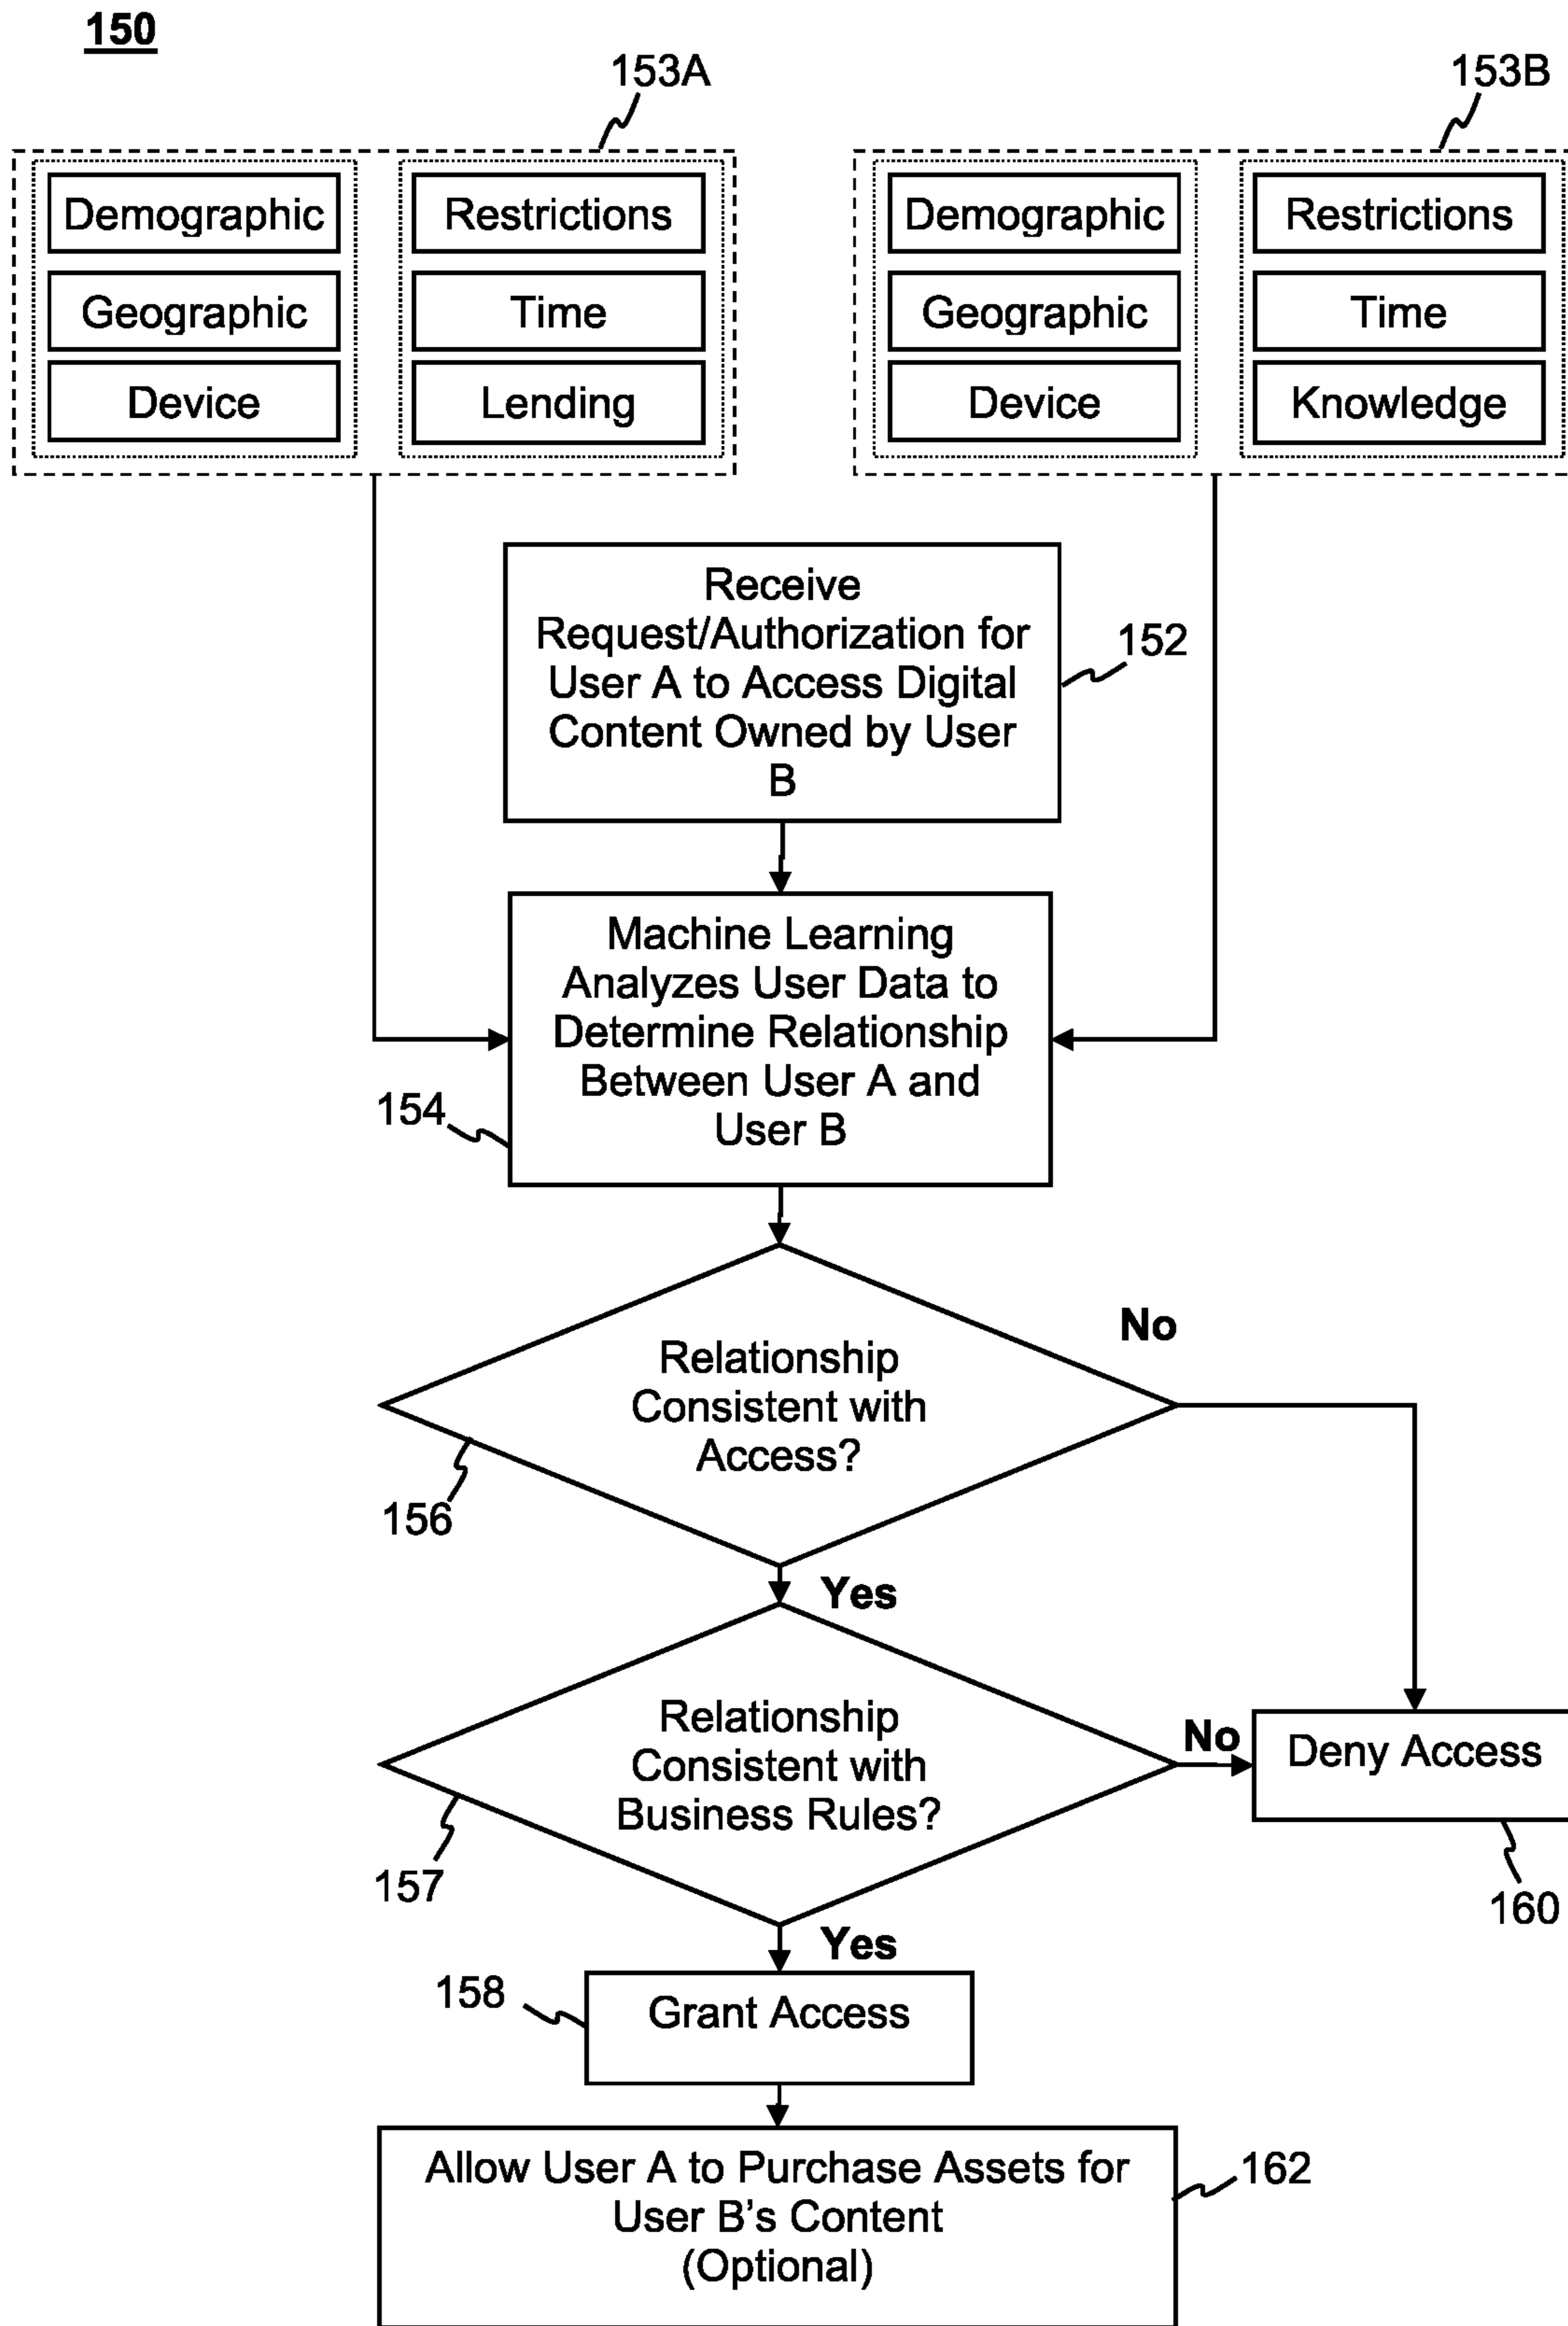 150
153A
153B
Demographic
Restrictions
Geographic
Time
Device
Lending
Demographic
Restrictions
Geographic
Time
Device
Knowledge
Receive
Request/Authorization for
User A to Access Digital
Content Owned by User
B
152
Machine Learning
Analyzes User Data to
Determine Relationship
Between User A and
User B
154
Relationship
Consistent with
Access?
No
156
Yes
Relationship
Consistent with
Business Rules?
No
157
Deny Access
160
Yes
158
Grant Access
Allow User A to Purchase Assets for
User B's Content
(Optional)
162